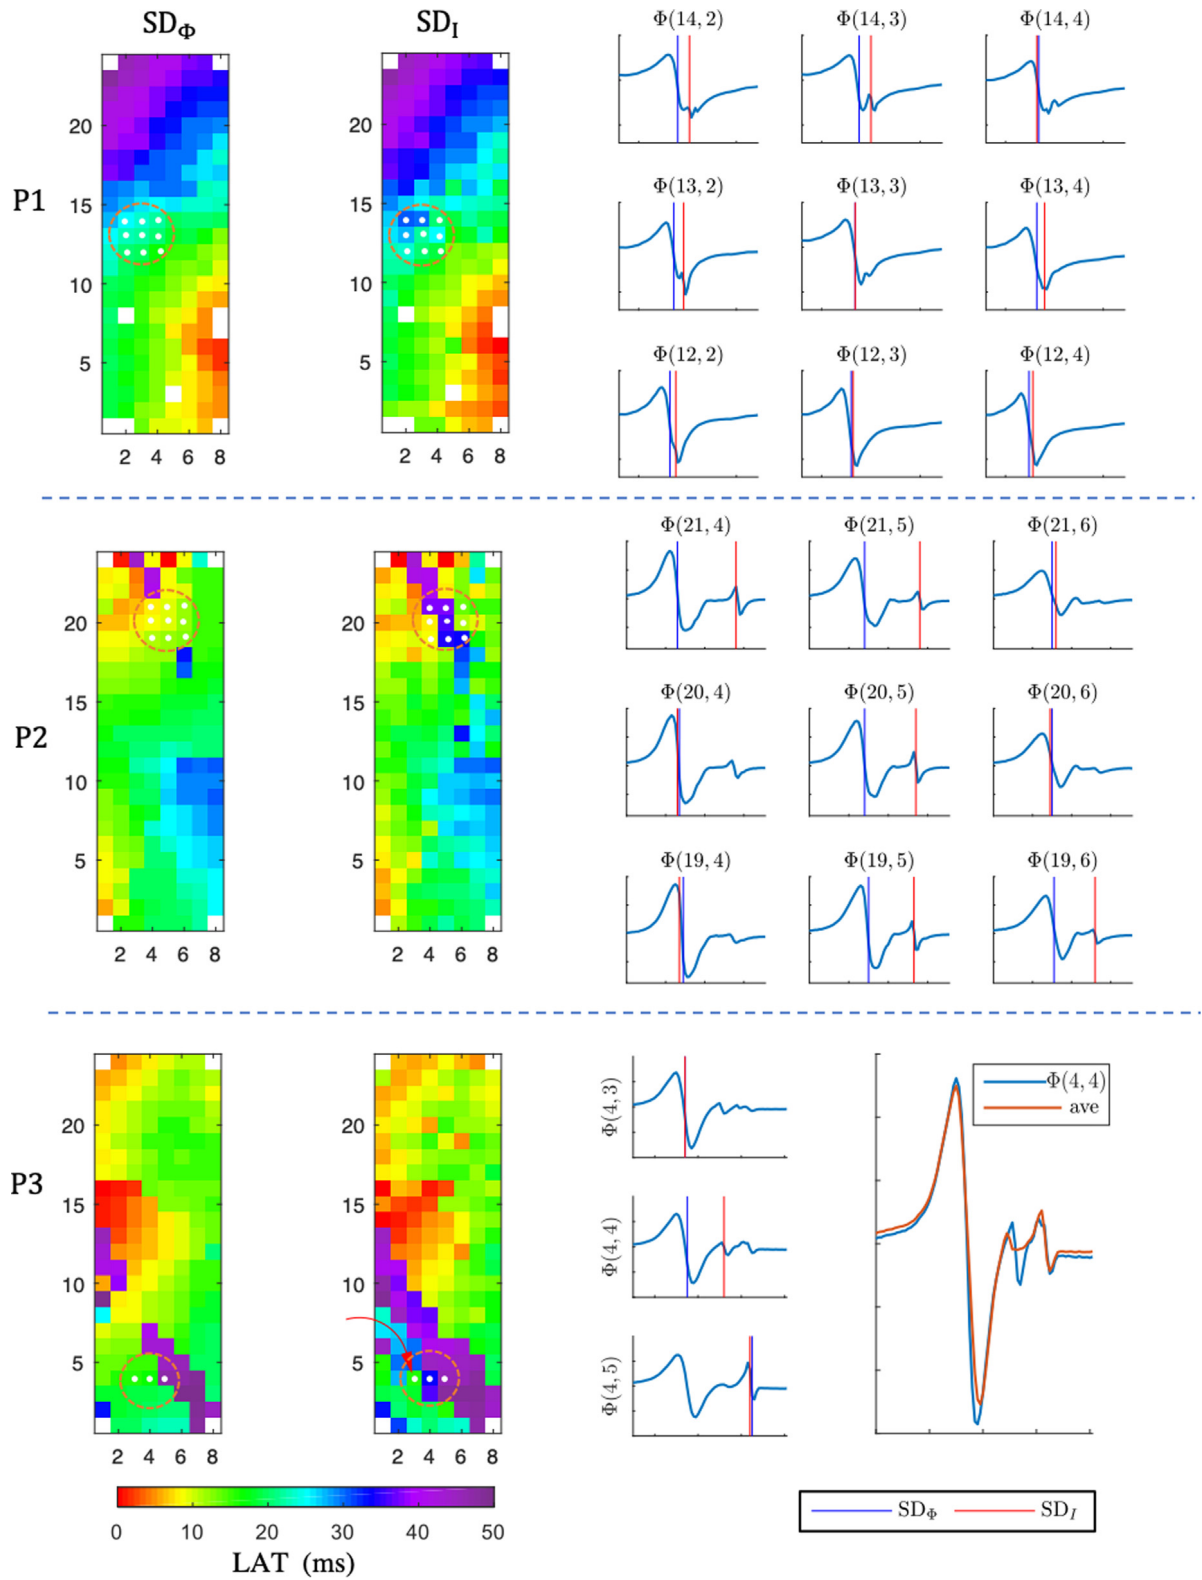 SD_Φ SD_I
Φ(14, 2) Φ(14, 3) Φ(14, 4)
P1
20
15
10
5
2 4 6 8
20
15
10
5
2 4 6 8
Φ(13, 2) Φ(13, 3) Φ(13, 4)
Φ(12, 2) Φ(12, 3) Φ(12, 4)
P2
20
15
10
5
2 4 6 8
20
15
10
5
2 4 6 8
Φ(21, 4) Φ(21, 5) Φ(21, 6)
Φ(20, 4) Φ(20, 5) Φ(20, 6)
Φ(19, 4) Φ(19, 5) Φ(19, 6)
P3
20
15
10
5
2 4 6 8
20
15
10
5
2 4 6 8
Φ(4, 3)
Φ(4, 4)
Φ(4, 5)
Φ(4, 4)
ave
0 10 20 30 40 50
LAT (ms)
SD_Φ SD_I